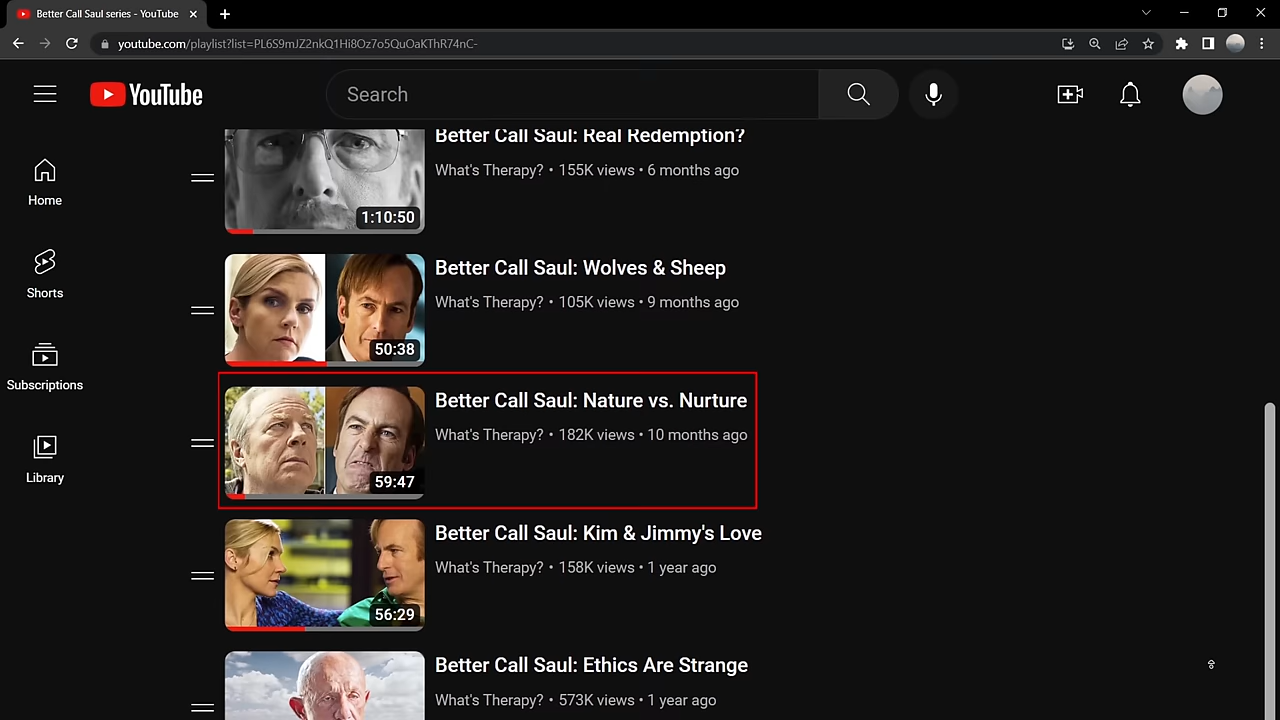 Better Call Saul series - YouTube
youtube.com/playlist?list=PL6S9mJZ2nkQ1Hi8Oz7o5QuOaKThR74nC-
YouTube
Search
Home
Shorts
Subscriptions
Library
Better Call Saul: Real Redemption?
What's Therapy? • 155K views • 6 months ago
1:10:50
Better Call Saul: Wolves & Sheep
What's Therapy? • 105K views • 9 months ago
50:38
Better Call Saul: Nature vs. Nurture
What's Therapy? • 182K views • 10 months ago
59:47
Better Call Saul: Kim & Jimmy's Love
What's Therapy? • 158K views • 1 year ago
56:29
Better Call Saul: Ethics Are Strange
What's Therapy? • 573K views • 1 year ago